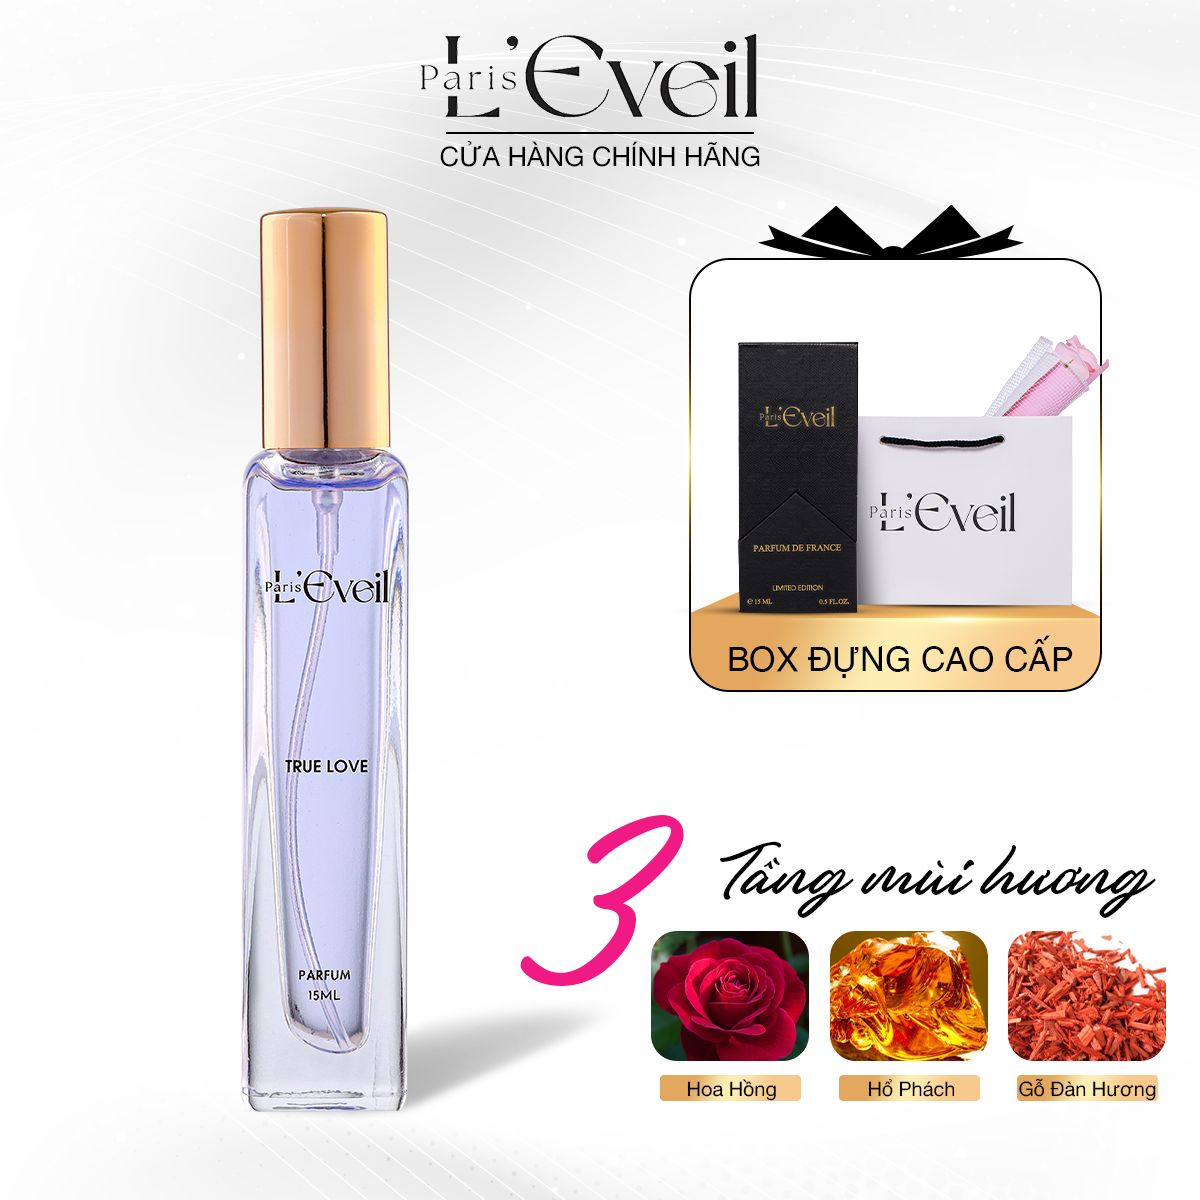 Paris L'Eveil
CỬA HÀNG CHÍNH HÃNG
Paris L'Eveil
TRUE LOVE
PARFUM
15ML
Paris L'Eveil
PARFUM DE FRANCE
LIMITED EDITION
℮ 15 ML 0.5 FL.OZ.
Paris L'Eveil
BOX ĐỰNG CAO CẤP
3 Tầng mùi hương
Hoa Hồng
Hổ Phách
Gỗ Đàn Hương